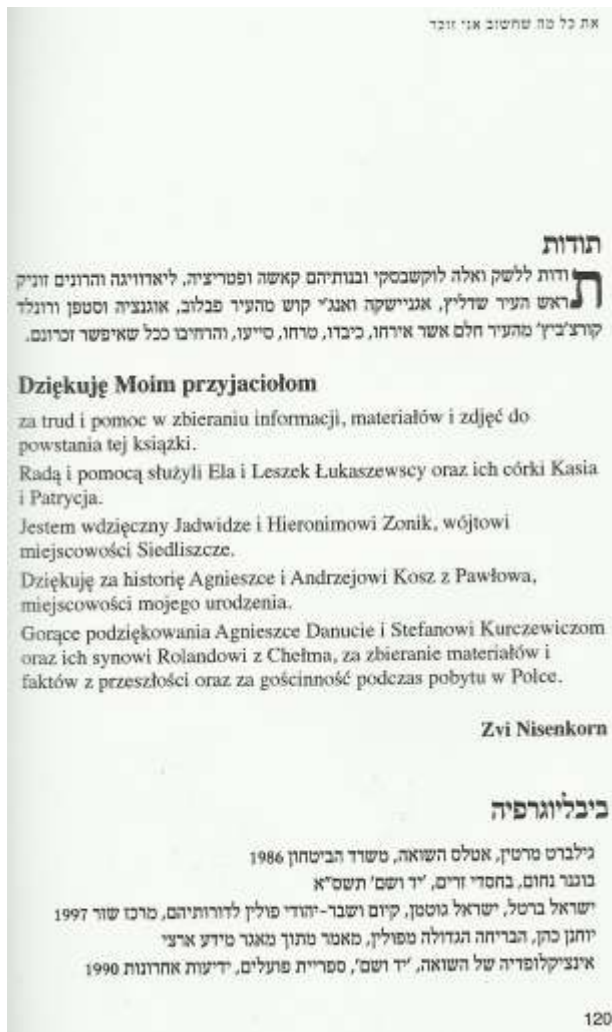 את כל מה שחשוב אני זוכר
תודות
תודות ללשק ואלה לוקשבסקי ובנותיהם קאשה ופטריציה, ליאדוויגה והרונים זוניק
ראש העיר שדליץ, אגניישקה ואנג'י קוש מהעיר פבלוב, אוגנציה וסטפן ורונלד
קורצ'ביץ' מהעיר חלם אשר אירחו, כיבדו, טרחו, סייעו, והרחיבו ככל שאיפשר זכרונם.
Dziękuję Moim przyjaciołom
za trud i pomoc w zbieraniu informacji, materiałów i zdjęć do
powstania tej książki.
Radą i pomocą służyli Ela i Leszek Łukaszewscy oraz ich córki Kasia
i Patrycja.
Jestem wdzięczny Jadwidze i Hieronimowi Zonik, wójtowi
miejscowości Siedliszcze.
Dziękuję za historię Agnieszce i Andrzejowi Kosz z Pawłowa,
miejscowości mojego urodzenia.
Gorące podziękowania Agnieszce Danucie i Stefanowi Kurczewiczom
oraz ich synowi Rolandowi z Chełma, za zbieranie materiałów i
faktów z przeszłości oraz za gościnność podczas pobytu w Polce.
Zvi Nisenkorn
ביבליוגרפיה
גילברט מרטין, אטלס השואה, משרד הביטחון 1986
בוגנר נחום, בחסדי זרים, 'יד ושם' תשס"א
ישראל ברטל, ישראל גוטמן, קיום ושבר-יהודי פולין לדורותיהם, מרכז שזר 1997
יוחנן כהן, הבריחה הגדולה מפולין, מאמר מתוך מאגר מידע ארצי
אינציקלופדיה של השואה, 'יד ושם', ספריית פועלים, ידיעות אחרונות 1990
120